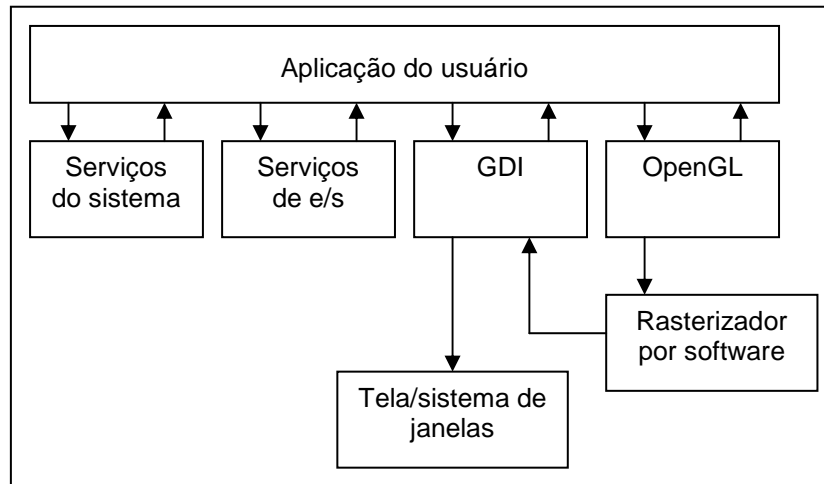 Aplicação do usuário
Serviços
do sistema
Serviços
de e/s
GDI
OpenGL
Rasterizador
por software
Tela/sistema de
janelas